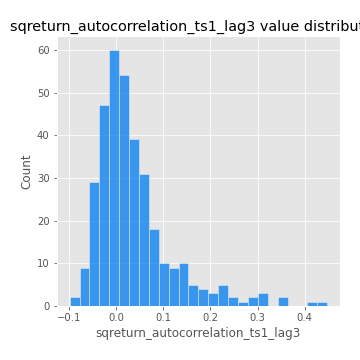 sqreturn_autocorrelation_ts1_lag3 value distribut
60
50
40
30
20
10
0
Count
−0.1 0.0 0.1 0.2 0.3 0.4
sqreturn_autocorrelation_ts1_lag3